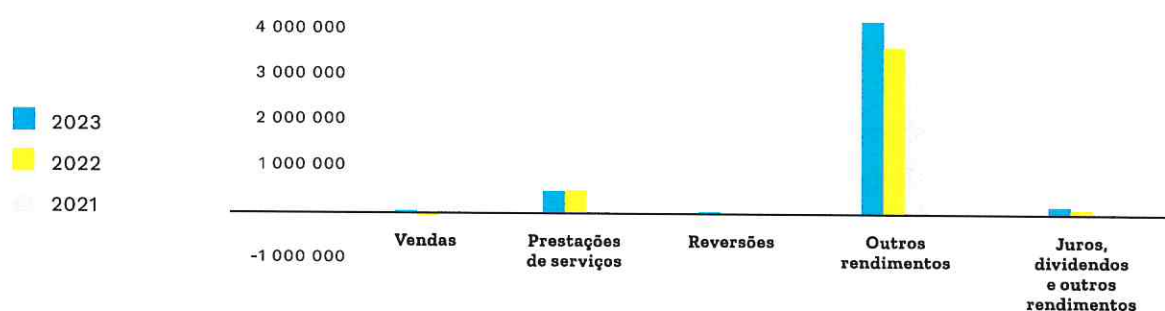 4 000 000
3 000 000
2 000 000
1 000 000
-1 000 000
2023
2022
2021
Vendas
Prestações
de serviços
Reversões
Outros
rendimentos
Juros,
dividendos
e outros
rendimentos